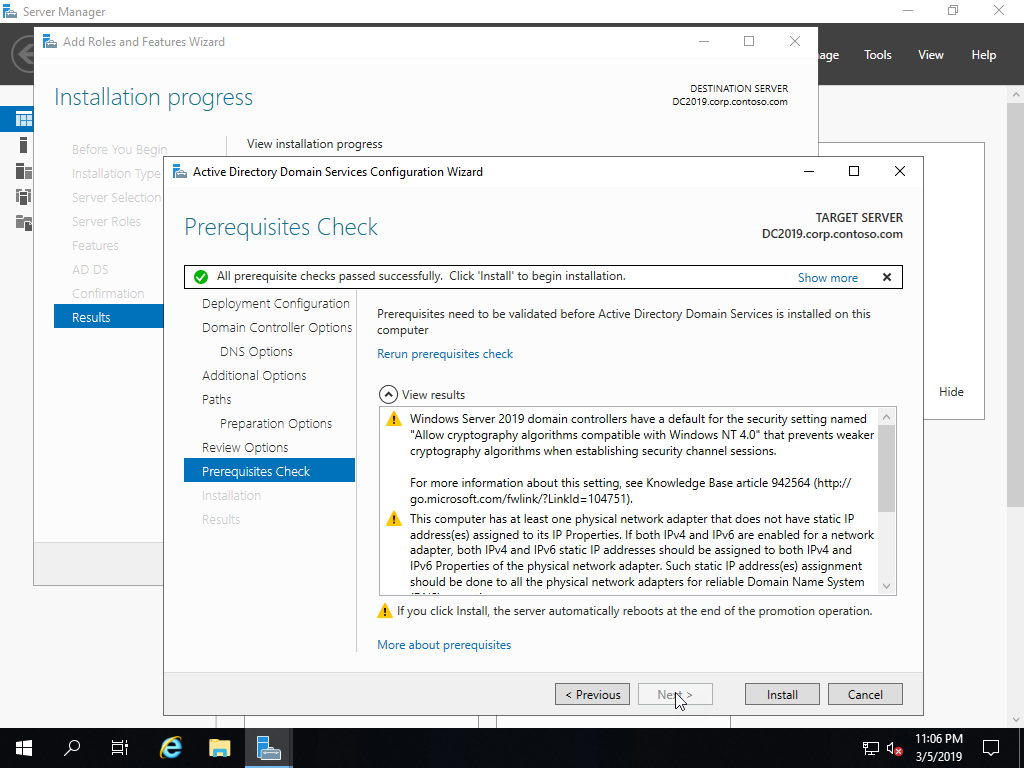 Server Manager
Tools
View
Help
Add Roles and Features Wizard
Installation progress
DESTINATION SERVER
DC2019.corp.contoso.com
Before You Begin
Installation Type
Server Selection
Server Roles
Features
AD DS
Confirmation
Results
View installation progress
Hide
Active Directory Domain Services Configuration Wizard
Prerequisites Check
TARGET SERVER
DC2019.corp.contoso.com
All prerequisite checks passed successfully. Click 'Install' to begin installation.
Show more
Deployment Configuration
Domain Controller Options
DNS Options
Additional Options
Paths
Preparation Options
Review Options
Prerequisites Check
Installation
Results
Prerequisites need to be validated before Active Directory Domain Services is installed on this
computer
Rerun prerequisites check
View results
Windows Server 2019 domain controllers have a default for the security setting named
"Allow cryptography algorithms compatible with Windows NT 4.0" that prevents weaker
cryptography algorithms when establishing security channel sessions.
For more information about this setting, see Knowledge Base article 942564 (http://
go.microsoft.com/fwlink/?LinkId=104751).
This computer has at least one physical network adapter that does not have static IP
address(es) assigned to its IP Properties. If both IPv4 and IPv6 are enabled for a network
adapter, both IPv4 and IPv6 static IP addresses should be assigned to both IPv4 and
IPv6 Properties of the physical network adapter. Such static IP address(es) assignment
should be done to all the physical network adapters for reliable Domain Name System
If you click Install, the server automatically reboots at the end of the promotion operation.
More about prerequisites
< Previous
Next >
Install
Cancel
11:06 PM
3/5/2019